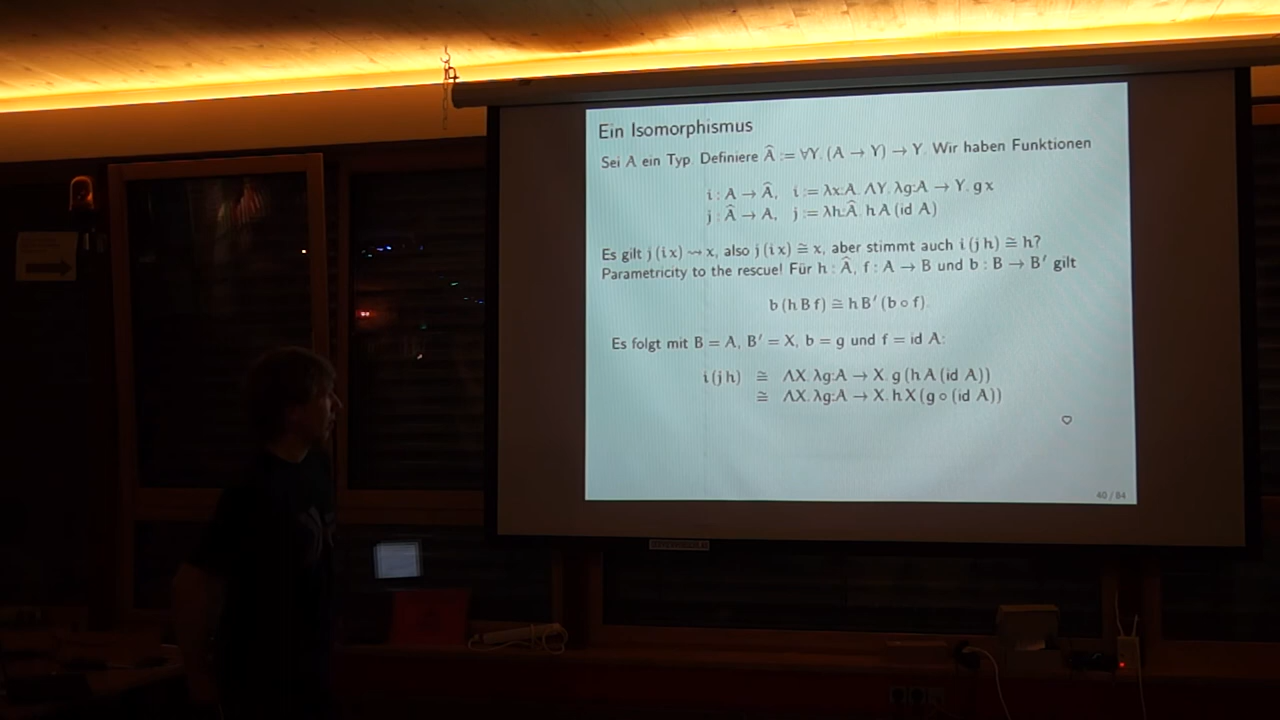 Ein Isomorphismus
Sei A ein Typ. Definiere Â := ∀Y. (A → Y) → Y. Wir haben Funktionen
i : A → Â, i := λx:A. ΛY. λg:A → Y. g x
j : Â → A, j := λh:Â. h A (id A)
Es gilt j (i x) ⇝ x, also j (i x) ≅ x, aber stimmt auch i (j h) ≅ h?
Parametricity to the rescue! Für h : Â, f : A → B und b : B → B′ gilt
b (h B f) ≅ h B′ (b ∘ f).
Es folgt mit B = A, B′ = X, b = g und f = id A:
i (j h) ≅ ΛX. λg:A → X. g (h A (id A))
≅ ΛX. λg:A → X. h X (g ∘ (id A))
40 / 84